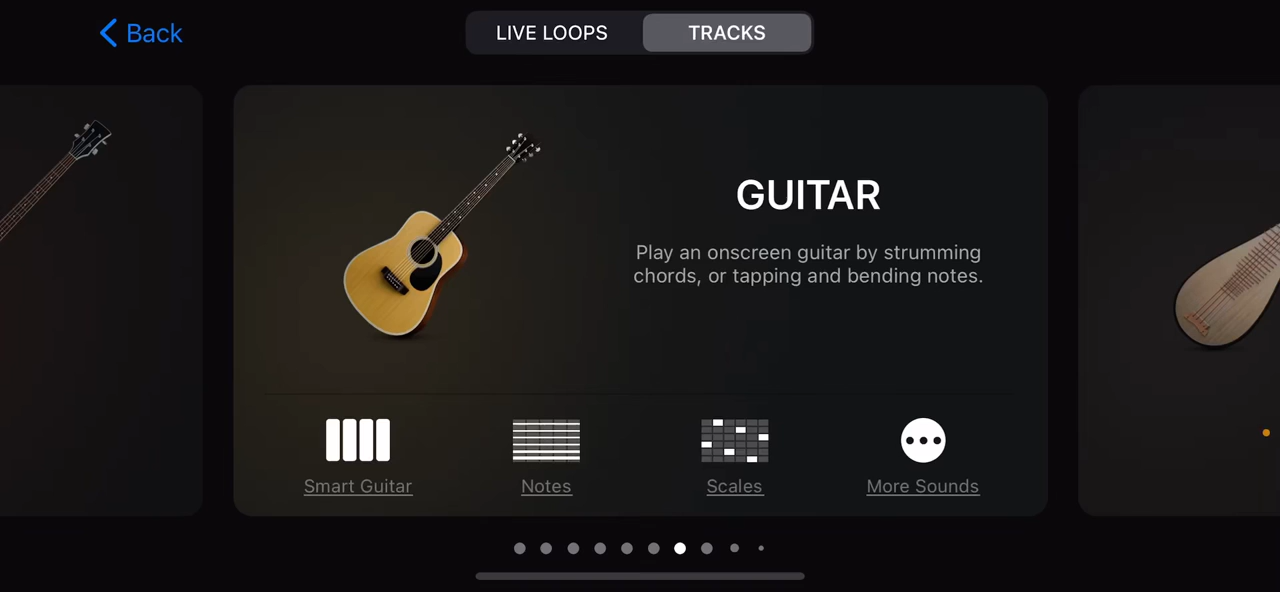 Back
LIVE LOOPS
TRACKS
GUITAR
Play an onscreen guitar by strumming
chords, or tapping and bending notes.
Smart Guitar
Notes
Scales
More Sounds